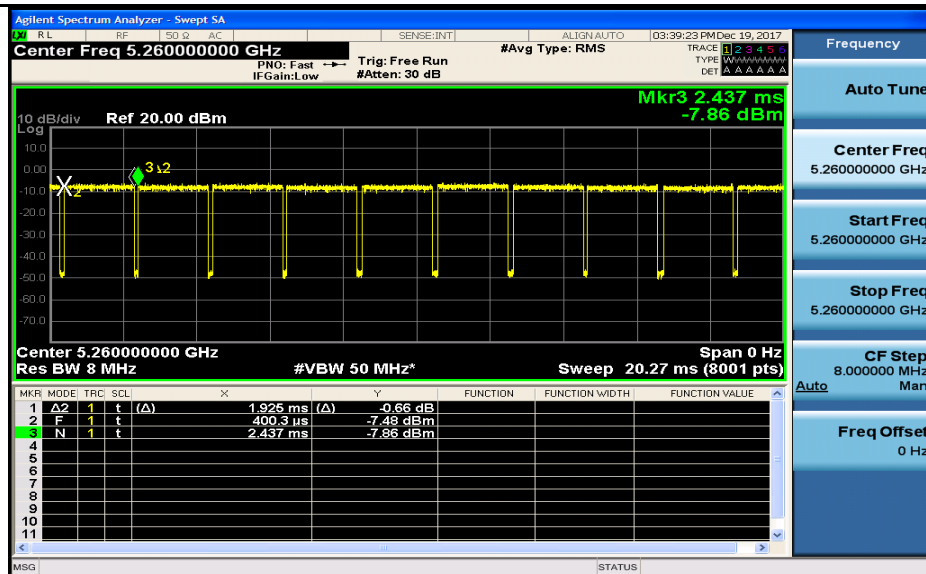 Agilent Spectrum Analyzer - Swept SA
LXI RL RF 50 Ω AC SENSE:INT ALIGN AUTO 03:39:23 PM Dec 19, 2017
Center Freq 5.260000000 GHz #Avg Type: RMS TRACE 1 2 3 4 5 6
PNO: Fast Trig: Free Run TYPE W W W W W W
IFGain:Low #Atten: 30 dB DET A A A A A A
Mkr3 2.437 ms
10 dB/div Ref 20.00 dBm -7.86 dBm
Log
10.0
0.00
-10.0
-20.0
-30.0
-40.0
-50.0
-60.0
-70.0
X2
3 Δ2
Center 5.260000000 GHz Span 0 Hz
Res BW 8 MHz #VBW 50 MHz* Sweep 20.27 ms (8001 pts)
MKR MODE TRC SCL X Y FUNCTION FUNCTION WIDTH FUNCTION VALUE
1 Δ2 1 t (Δ) 1.925 ms (Δ) -0.66 dB
2 F 1 t 400.3 µs -7.48 dBm
3 N 1 t 2.437 ms -7.86 dBm
4
5
6
7
8
9
10
11
MSG STATUS
Frequency
Auto Tune
Center Freq
5.260000000 GHz
Start Freq
5.260000000 GHz
Stop Freq
5.260000000 GHz
CF Step
8.000000 MHz
Auto Man
Freq Offset
0 Hz